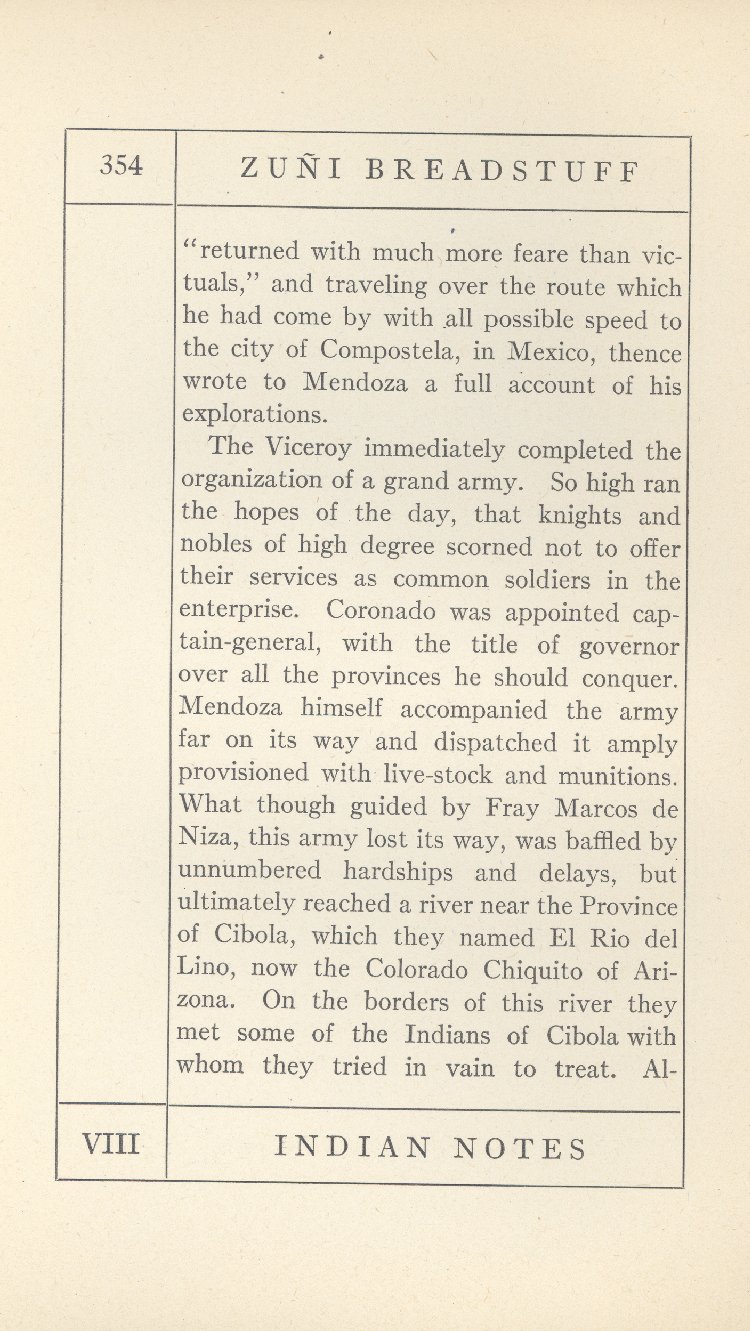 354
ZUÑI BREADSTUFF
“returned with much more feare than vic-
tuals,” and traveling over the route which
he had come by with all possible speed to
the city of Compostela, in Mexico, thence
wrote to Mendoza a full account of his
explorations.
The Viceroy immediately completed the
organization of a grand army. So high ran
the hopes of the day, that knights and
nobles of high degree scorned not to offer
their services as common soldiers in the
enterprise. Coronado was appointed cap-
tain-general, with the title of governor
over all the provinces he should conquer.
Mendoza himself accompanied the army
far on its way and dispatched it amply
provisioned with live-stock and munitions.
What though guided by Fray Marcos de
Niza, this army lost its way, was baffled by
unnumbered hardships and delays, but
ultimately reached a river near the Province
of Cibola, which they named El Rio del
Lino, now the Colorado Chiquito of Ari-
zona. On the borders of this river they
met some of the Indians of Cibola with
whom they tried in vain to treat. Al-
VIII
INDIAN NOTES